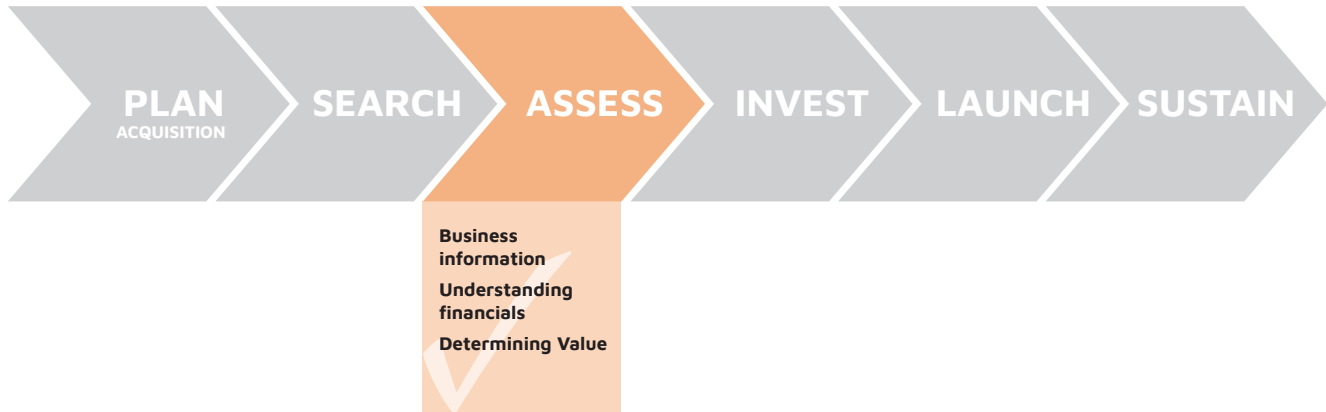 PLAN
ACQUISITION
SEARCH
ASSESS
INVEST
LAUNCH
SUSTAIN
Business
information
Understanding
financials
Determining Value